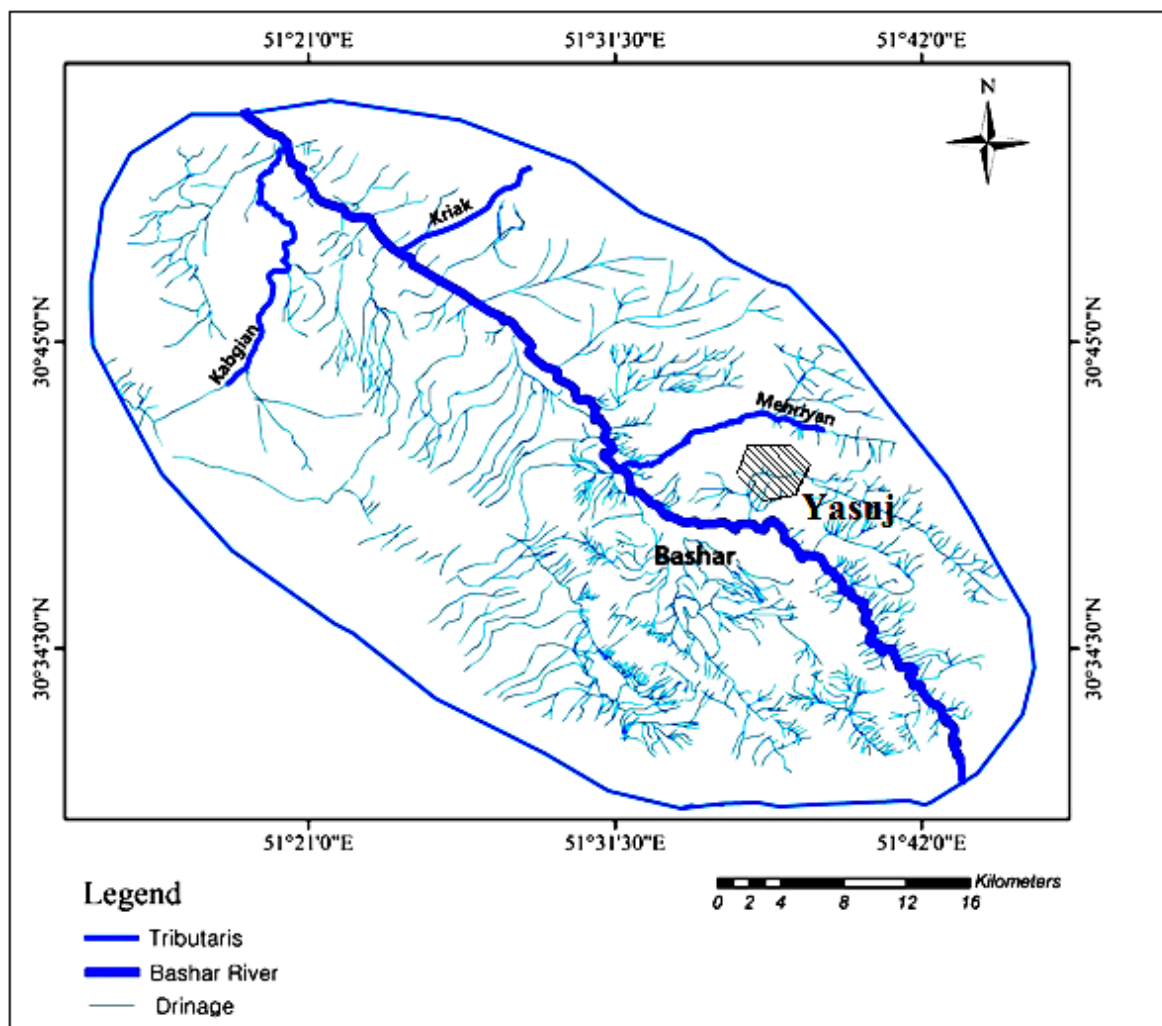 51°21'0"E 51°31'30"E 51°42'0"E
N
Kriak
30°45'0"N
30°45'0"N
Kabgian
Mehriyan
Yasuj
Bashar
30°34'30"N
30°34'30"N
51°21'0"E 51°31'30"E 51°42'0"E
Legend
Kilometers
0 2 4 8 12 16
Tributaris
Bashar River
Drinage